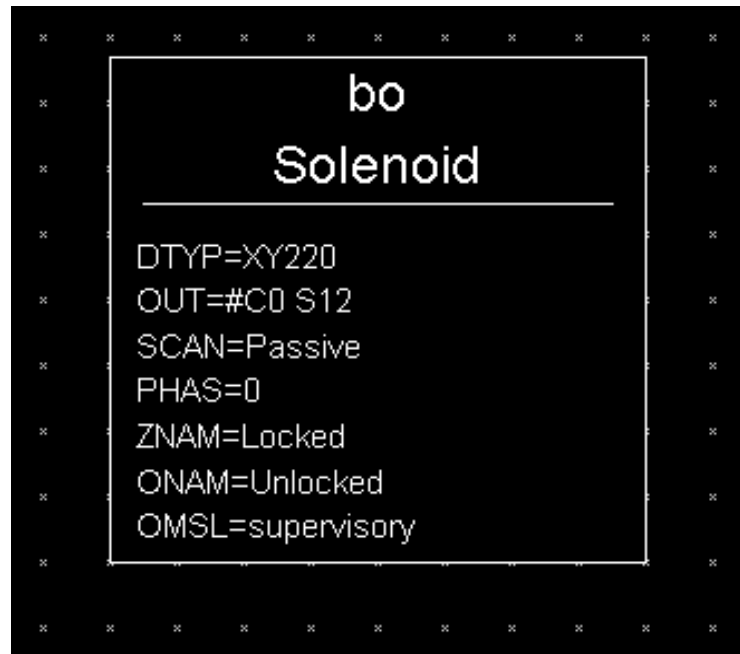 bo
Solenoid
DTYP=XY220
OUT=#C0 S12
SCAN=Passive
PHAS=0
ZNAM=Locked
ONAM=Unlocked
OMSL=supervisory